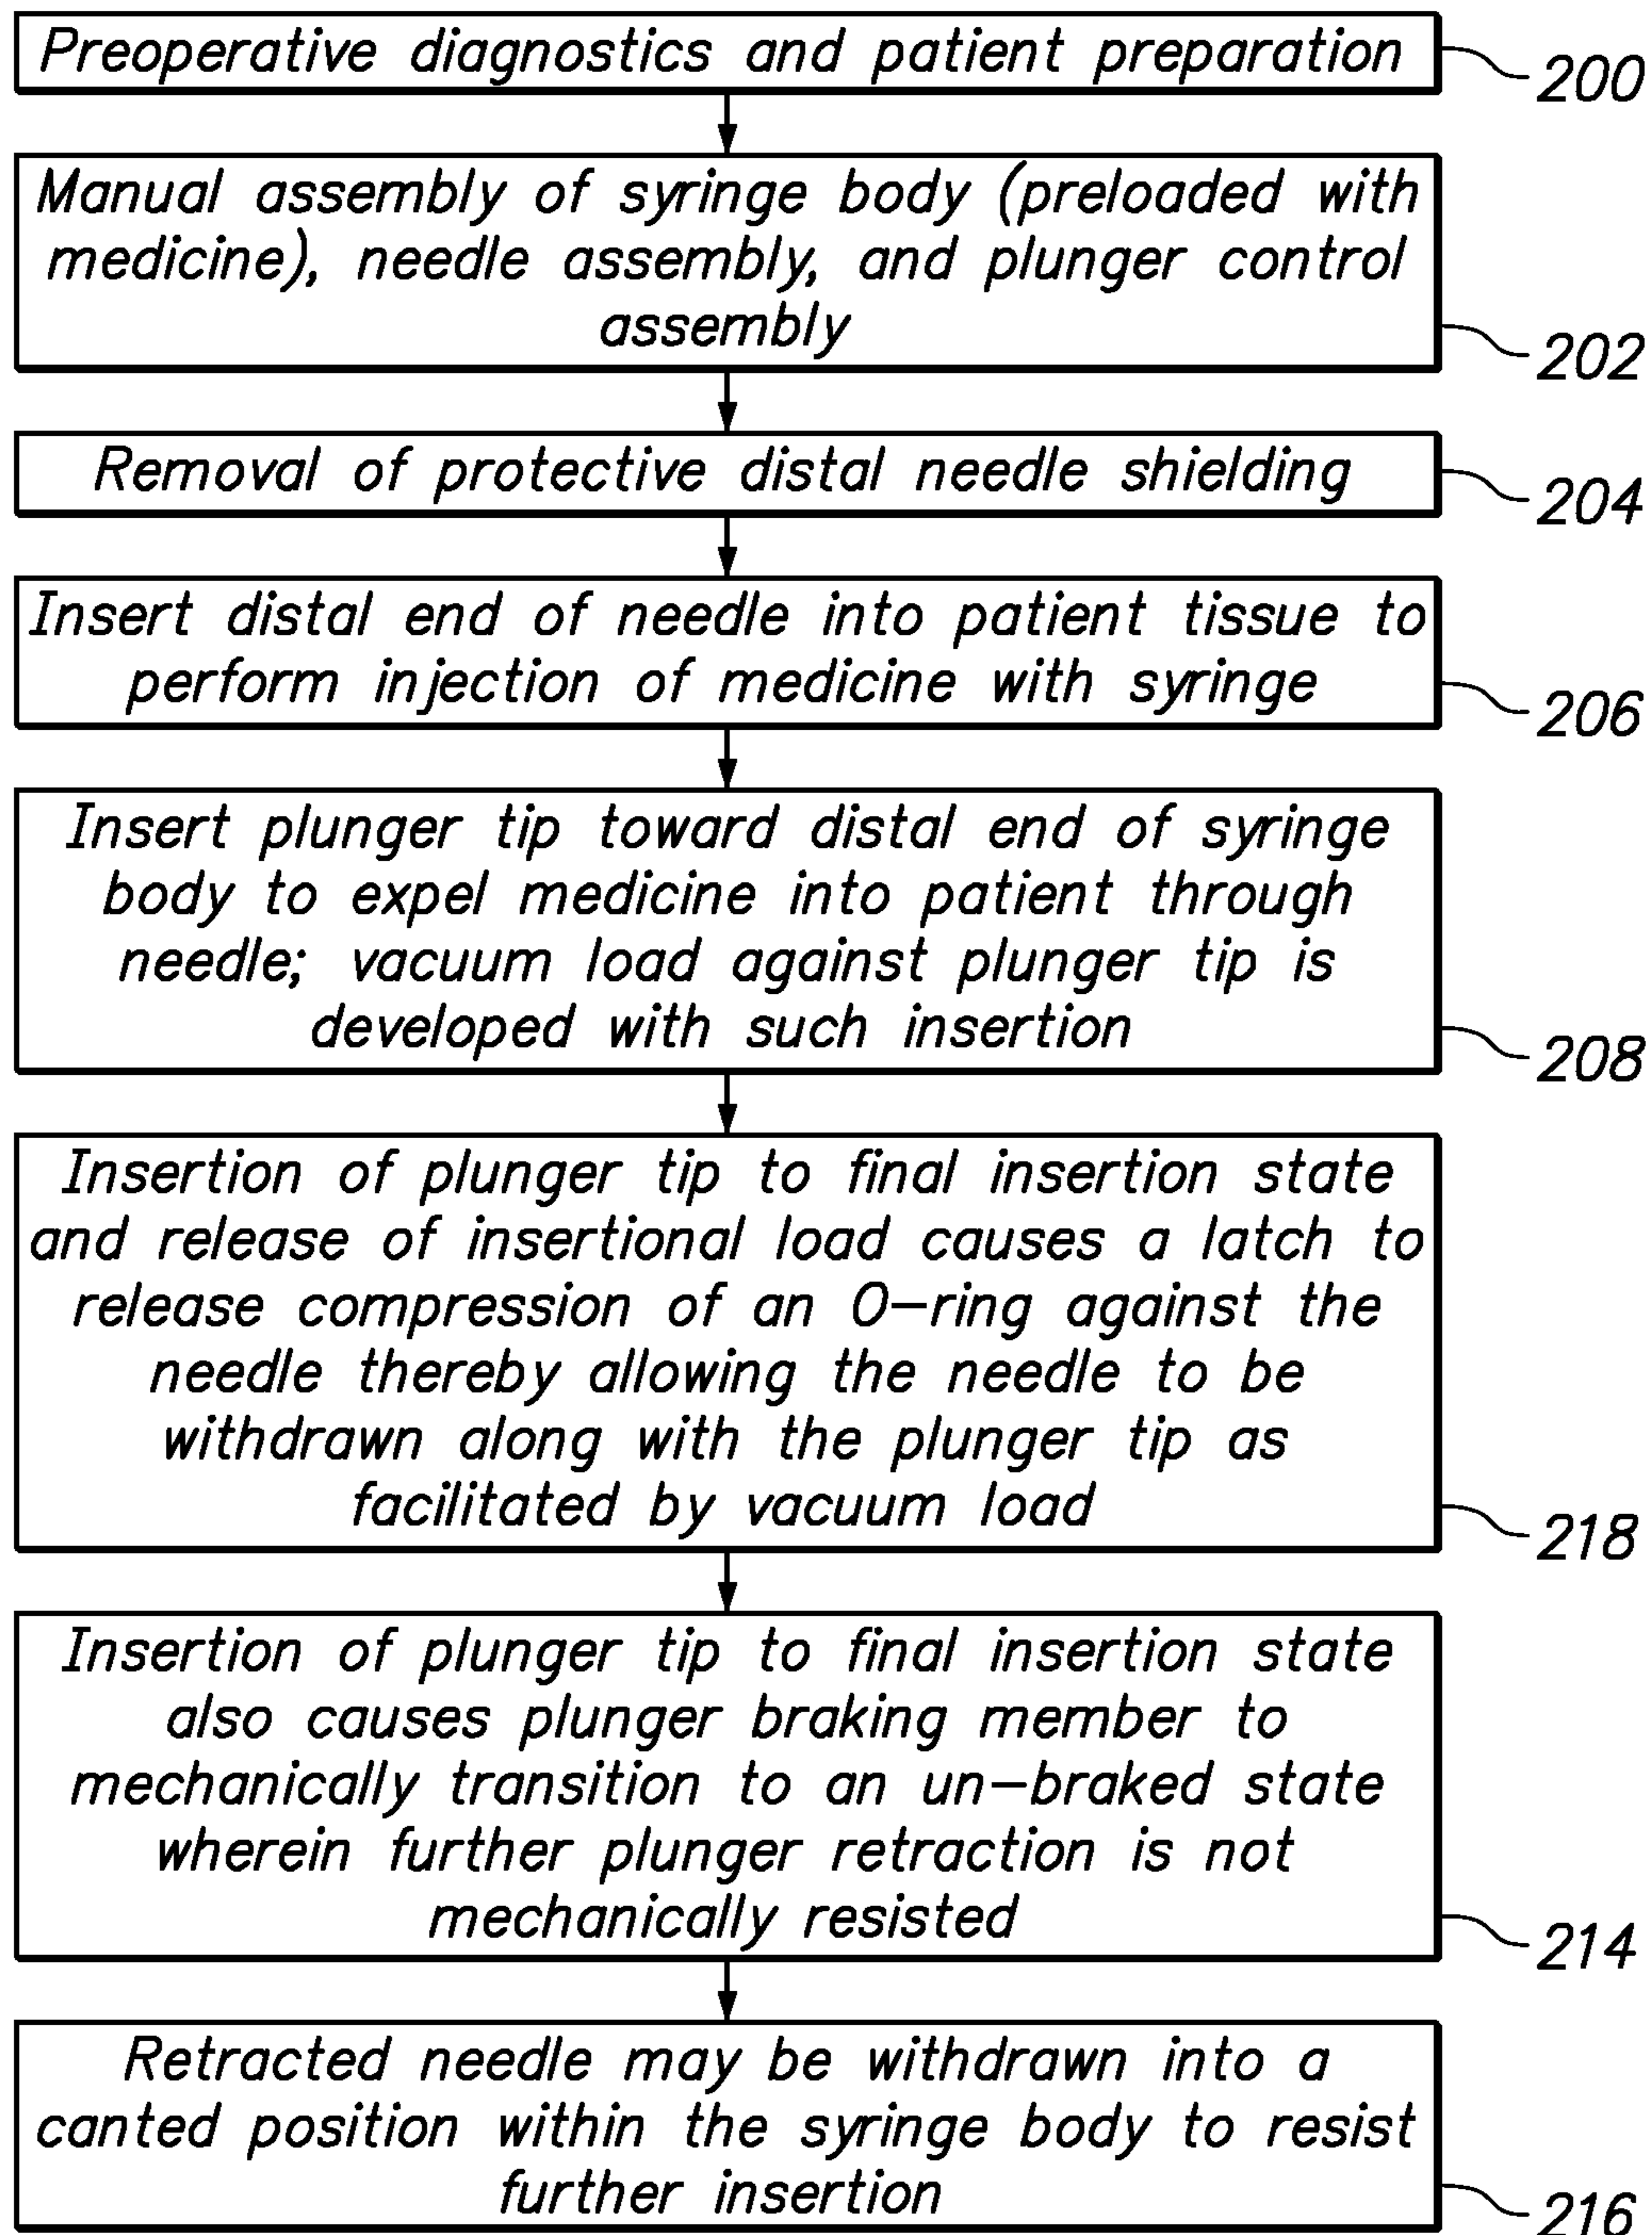 Preoperative diagnostics and patient preparation
200
Manual assembly of syringe body (preloaded with
medicine), needle assembly, and plunger control
assembly
202
Removal of protective distal needle shielding
204
Insert distal end of needle into patient tissue to
perform injection of medicine with syringe
206
Insert plunger tip toward distal end of syringe
body to expel medicine into patient through
needle; vacuum load against plunger tip is
developed with such insertion
208
Insertion of plunger tip to final insertion state
and release of insertional load causes a latch to
release compression of an O-ring against the
needle thereby allowing the needle to be
withdrawn along with the plunger tip as
facilitated by vacuum load
218
Insertion of plunger tip to final insertion state
also causes plunger braking member to
mechanically transition to an un-braked state
wherein further plunger retraction is not
mechanically resisted
214
Retracted needle may be withdrawn into a
canted position within the syringe body to resist
further insertion
216